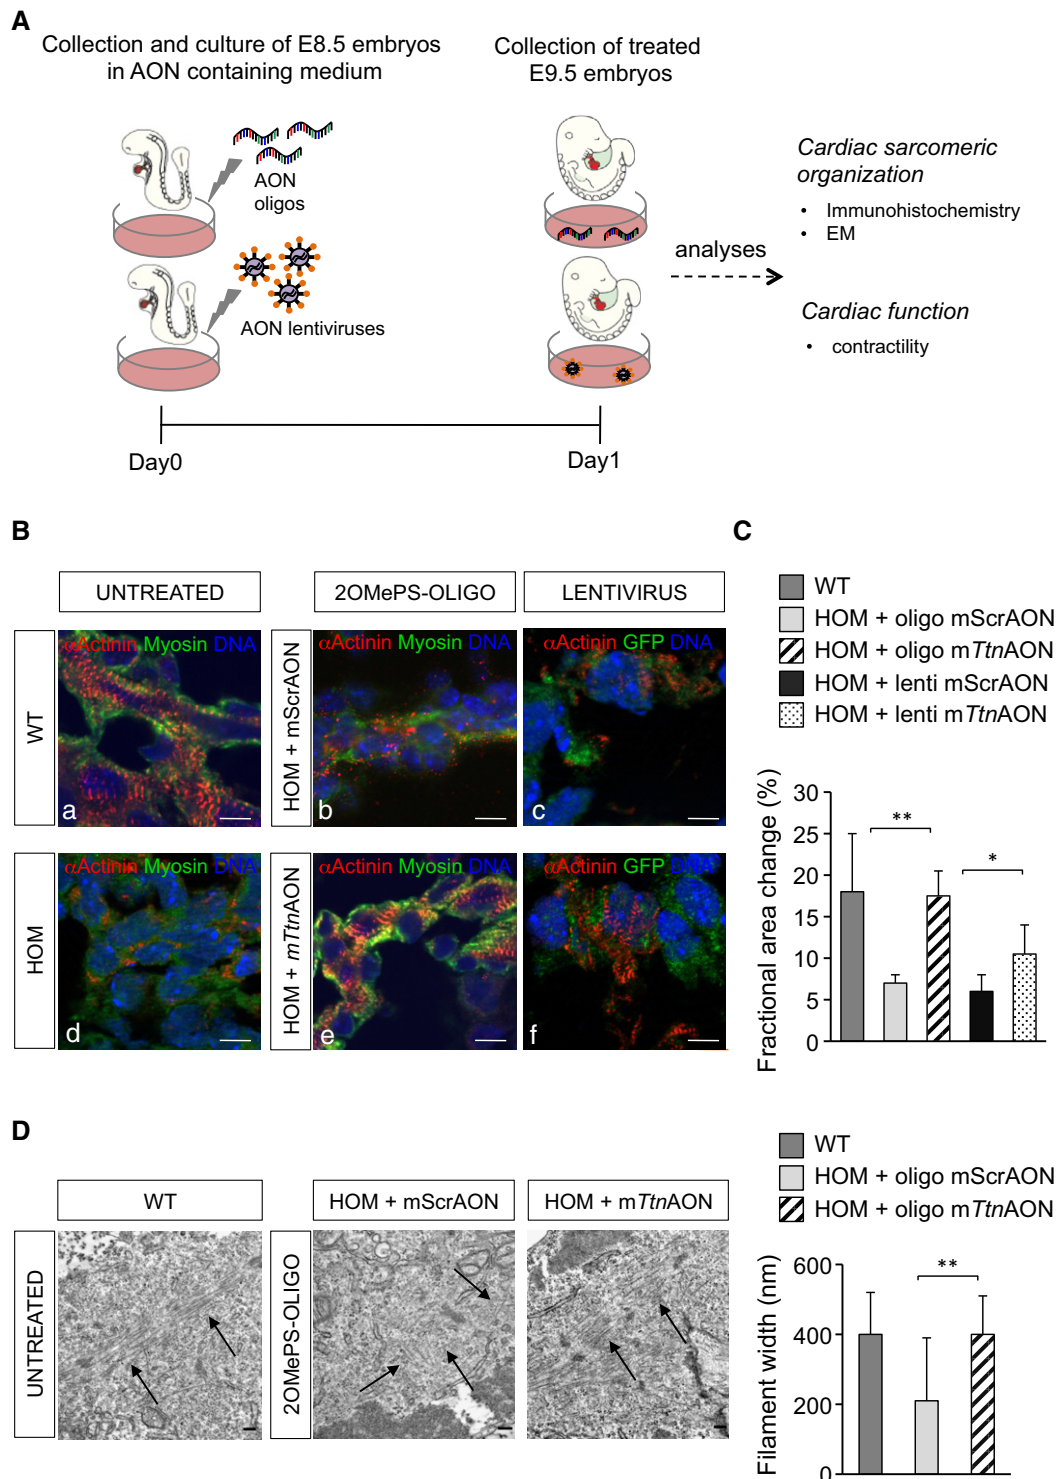 A
Collection and culture of E8.5 embryos
in AON containing medium
Collection of treated
E9.5 embryos
AON
oligos
AON lentiviruses
analyses
Cardiac sarcomeric
organization
• Immunohistochemistry
• EM
Cardiac function
• contractility
Day0
Day1
B
UNTREATED
2OMePS-OLIGO
LENTIVIRUS
WT
αActinin Myosin DNA
a
HOM + mScrAON
αActinin Myosin DNA
b
αActinin GFP DNA
c
HOM
αActinin Myosin DNA
d
HOM + mTtnAON
αActinin Myosin DNA
e
αActinin GFP DNA
f
C
WT
HOM + oligo mScrAON
HOM + oligo mTtnAON
HOM + lenti mScrAON
HOM + lenti mTtnAON
Fractional area change (%)
30
25
20
15
10
5
0
**
*
D
WT
HOM + mScrAON
HOM + mTtnAON
UNTREATED
2OMePS-OLIGO
WT
HOM + oligo mScrAON
HOM + oligo mTtnAON
Filament width (nm)
600
400
200
0
**